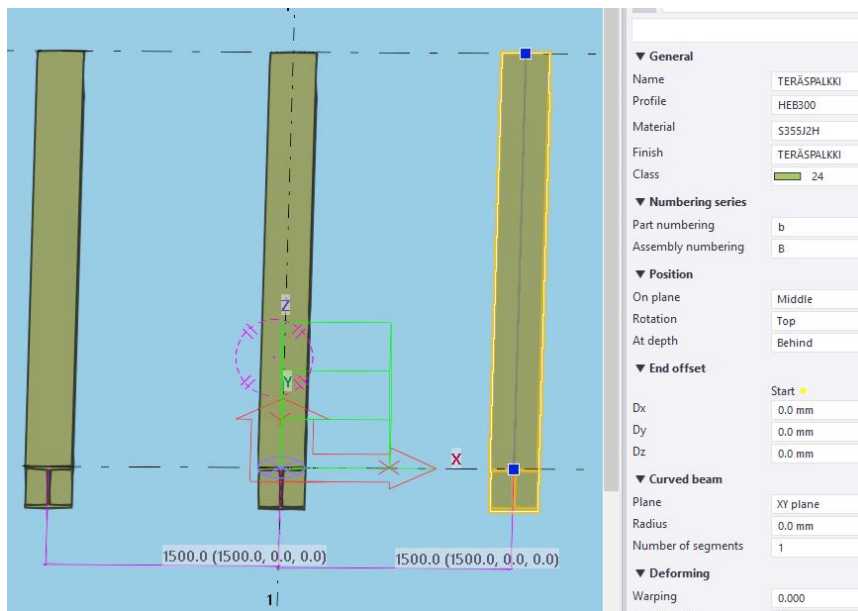 1
Z
Y
X
1500.0 (1500.0, 0.0, 0.0)
1500.0 (1500.0, 0.0, 0.0)
1
General
Name TERÄSPALKKI
Profile HEB300
Material S355J2H
Finish TERÄSPALKKI
Class 24
Numbering series
Part numbering b
Assembly numbering B
Position
On plane Middle
Rotation Top
At depth Behind
End offset
Start
Dx 0.0 mm
Dy 0.0 mm
Dz 0.0 mm
Curved beam
Plane XY plane
Radius 0.0 mm
Number of segments 1
Deforming
Warping 0.000